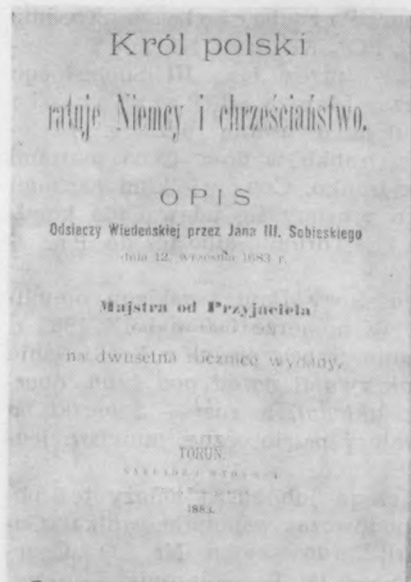 Król polski
ratuje Niemcy i chrześciaństwo.
OPIS
Odsieczy Wiedeńskiej przez Jana III. Sobieskiego
dnia 12. września 1683 r.
Majstra od Przyjaciela
na dwusetną rocznicę wydany.
TORUŃ.
1883.